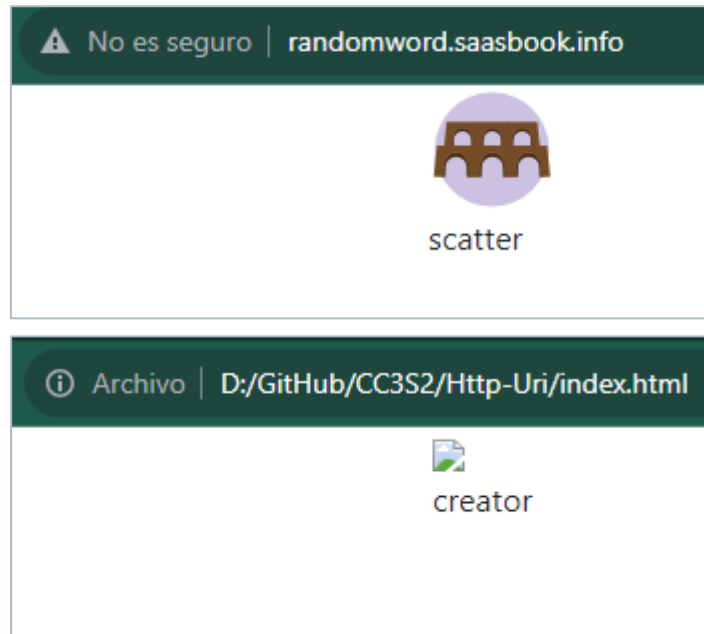 No es seguro | randomword.saasbook.info
scatter
Archivo | D:/GitHub/CC3S2/Http-Uri/index.html
creator